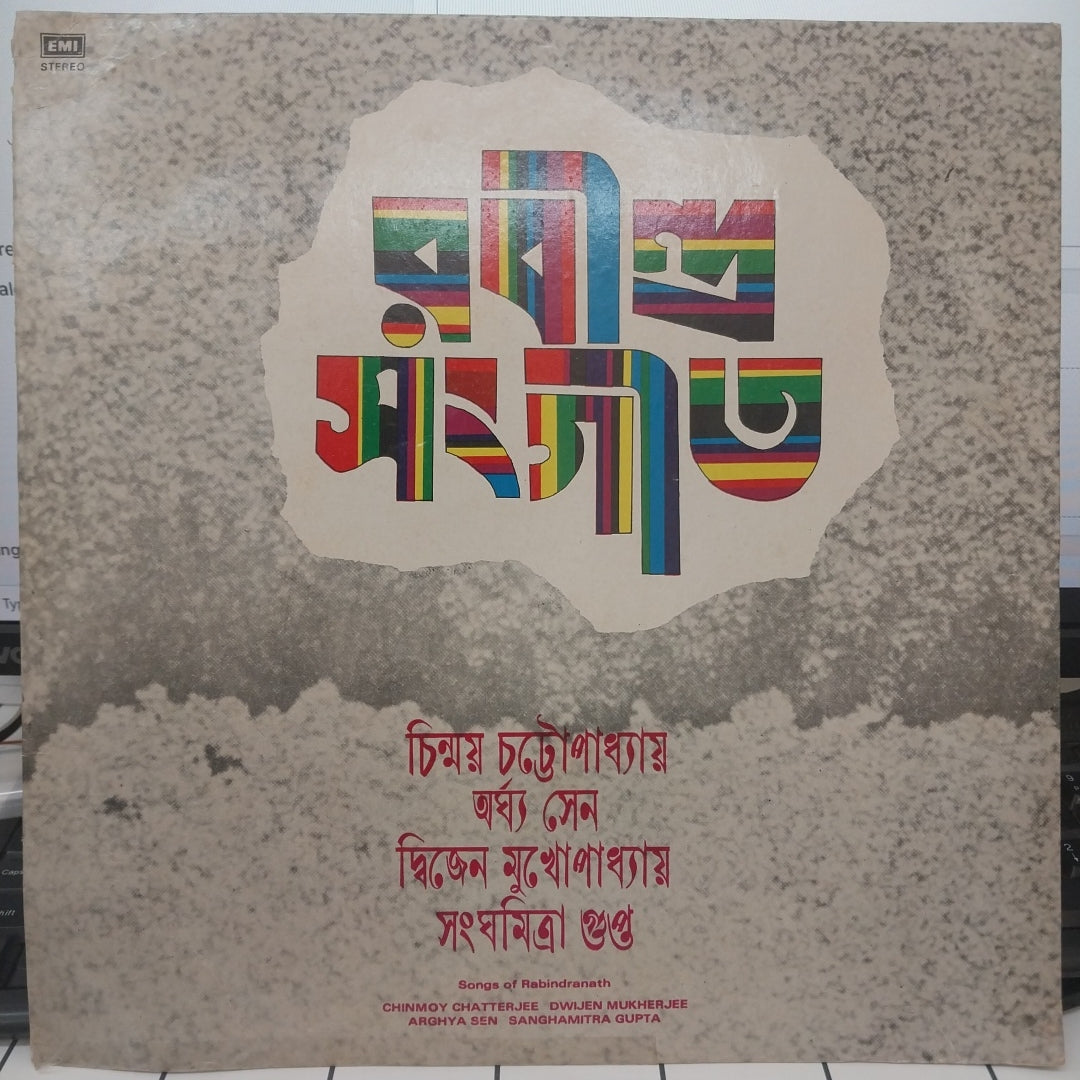 EMI
STEREO
রবীন্দ্র
সংগীত
চিন্ময় চট্টোপাধ্যায়
অর্ঘ্য সেন
দ্বিজেন মুখোপাধ্যায়
সংঘমিত্রা গুপ্ত
Songs of Rabindranath
CHINMOY CHATTERJEE DWIJEN MUKHERJEE
ARGHYA SEN SANGHAMITRA GUPTA